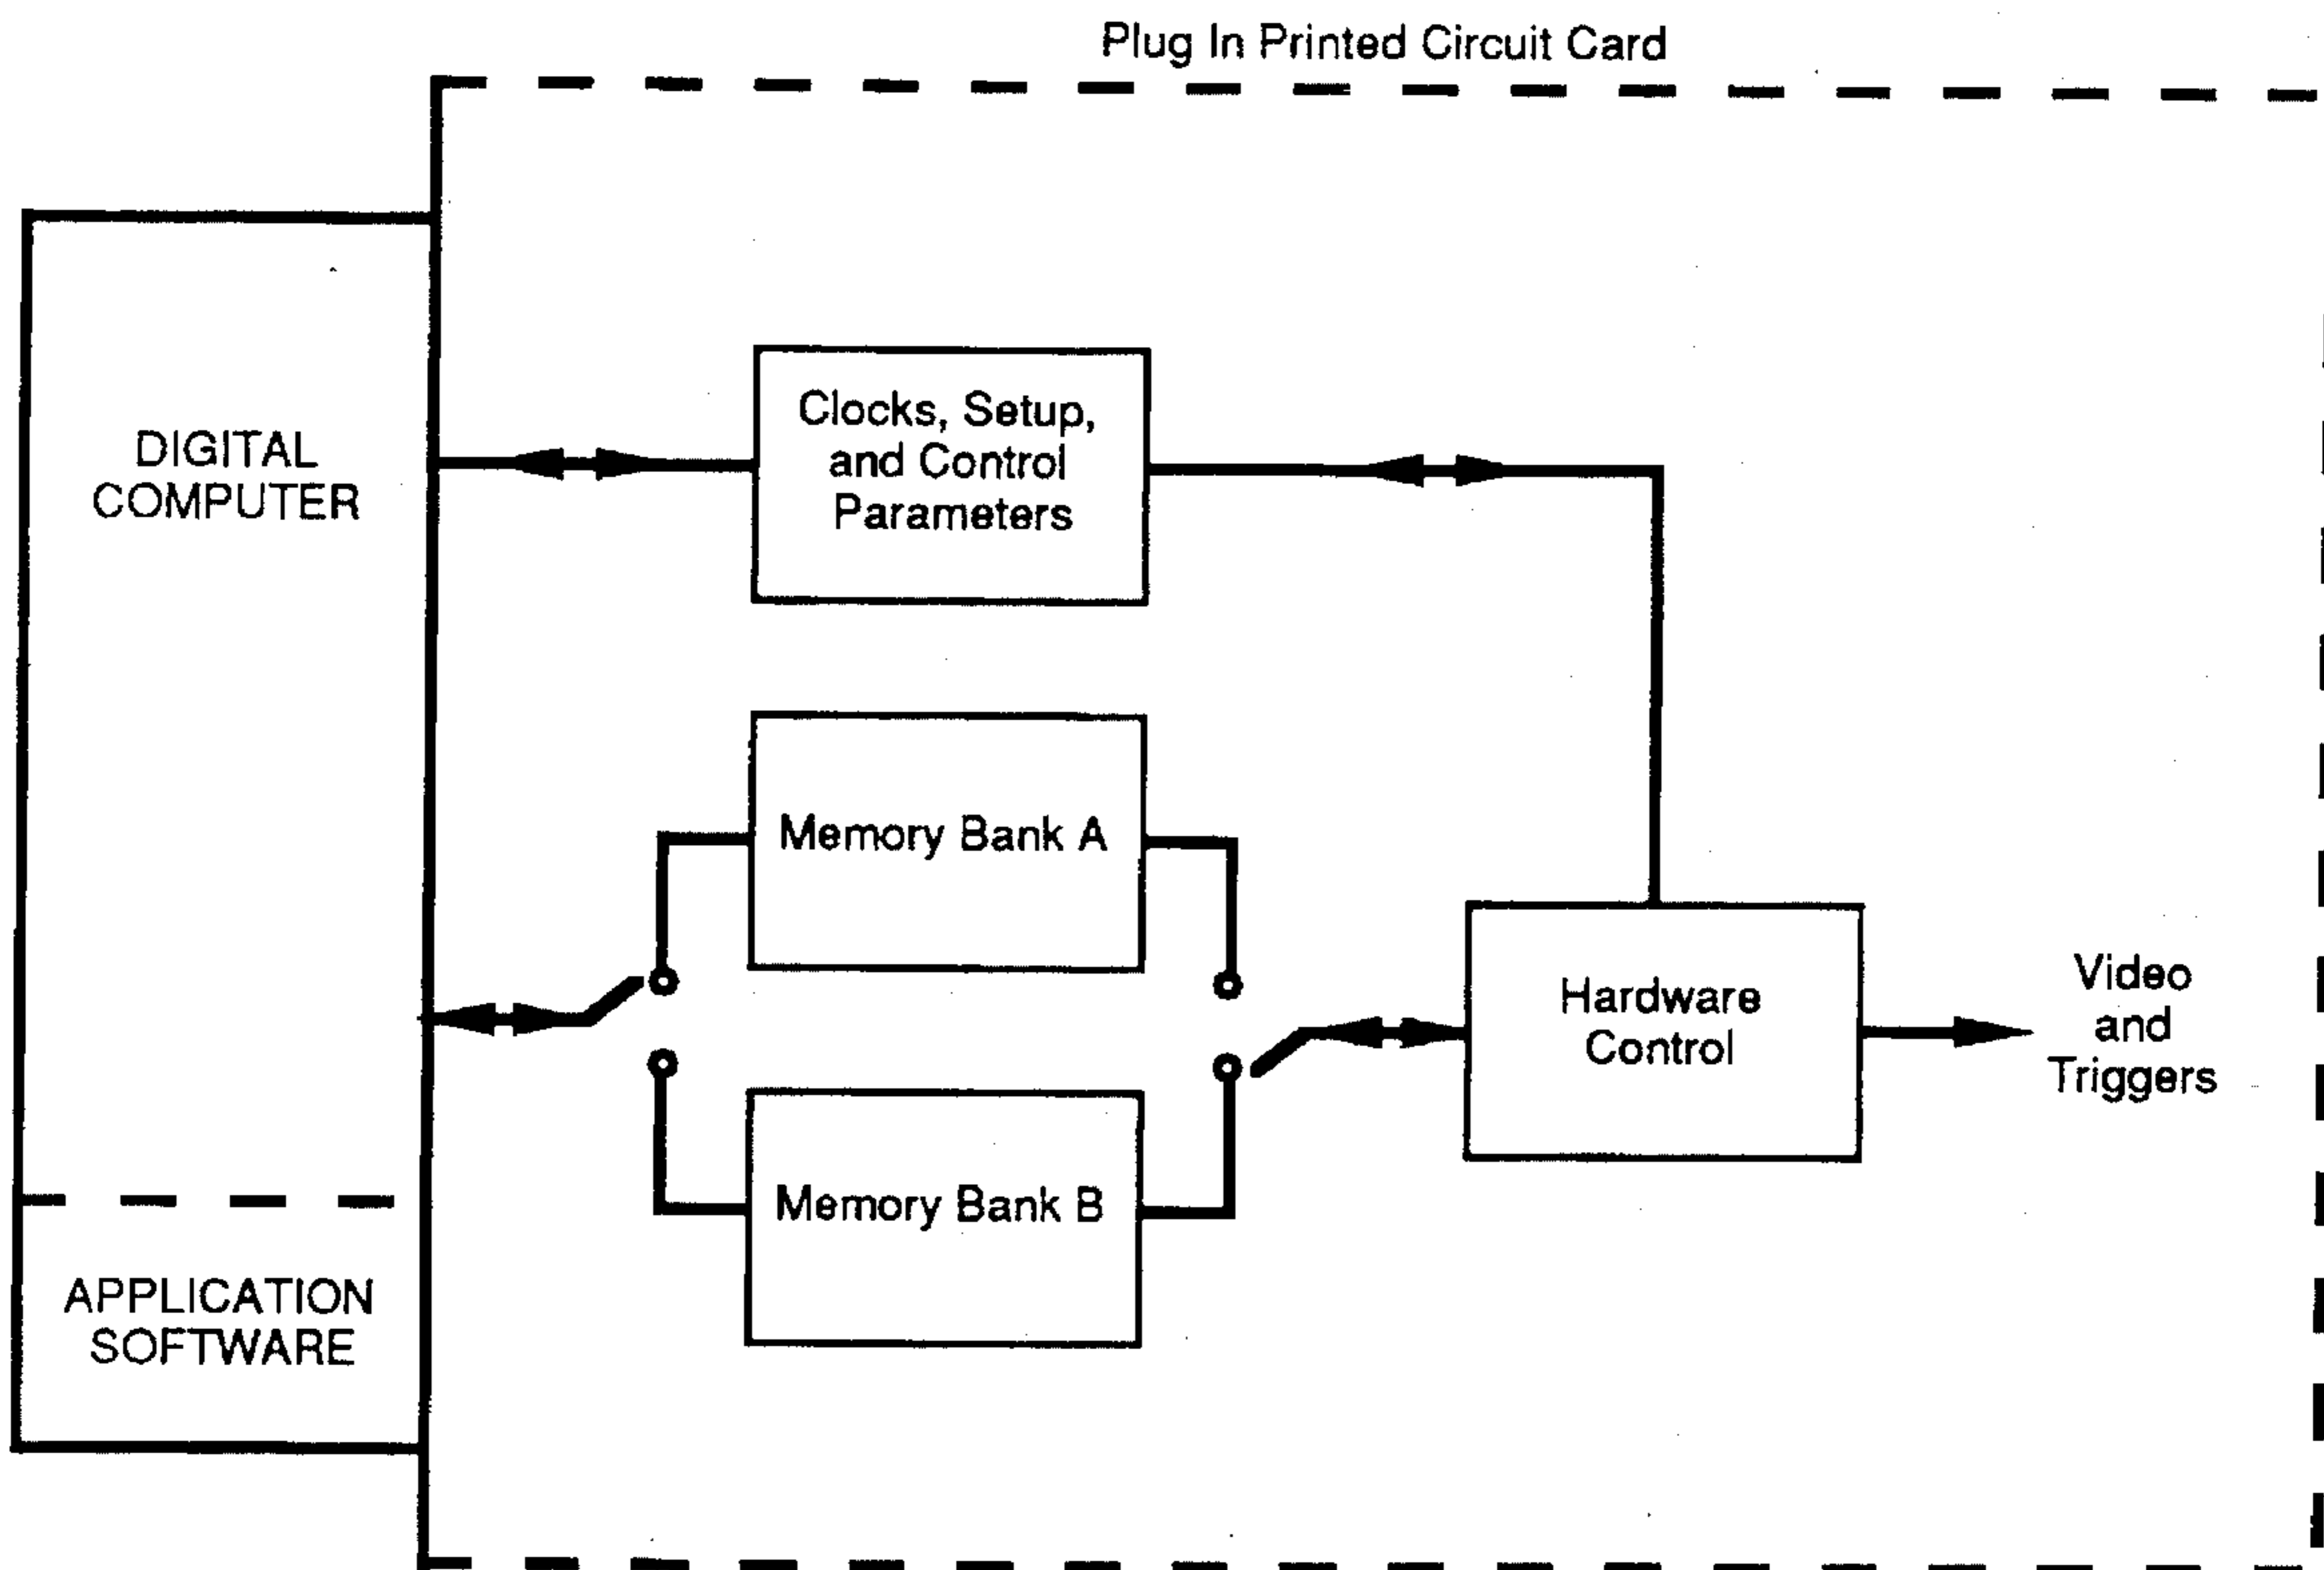 Plug In Printed Circuit Card
DIGITAL
COMPUTER
Clocks, Setup,
and Control
Parameters
Memory Bank A
Hardware
Control
Video
and
Triggers
Memory Bank B
APPLICATION
SOFTWARE